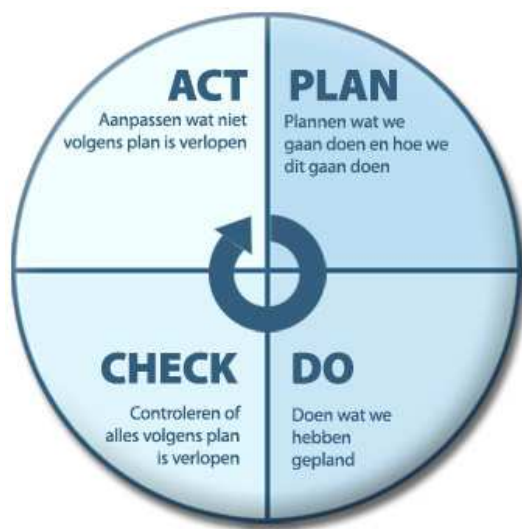 ACT
Aanpassen wat niet
volgens plan is verlopen
PLAN
Plannen wat we
gaan doen en hoe we
dit gaan doen
CHECK
Controleren of
alles volgens plan
is verlopen
DO
Doen wat we
hebben
gepland